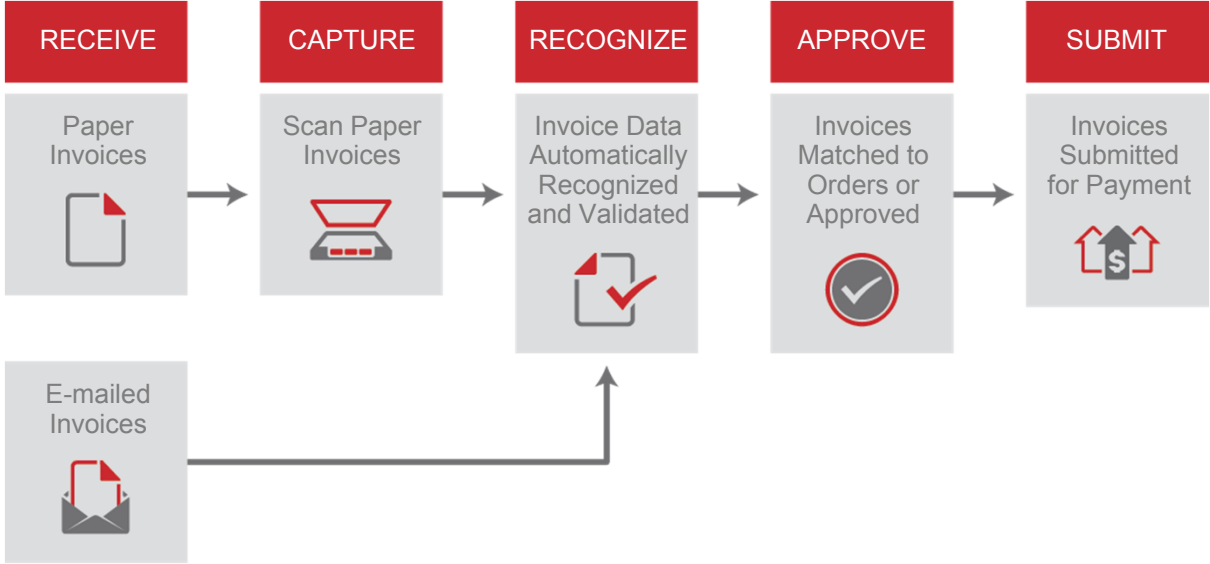 RECEIVE
CAPTURE
RECOGNIZE
APPROVE
SUBMIT
Paper
Invoices
Scan Paper
Invoices
Invoice Data
Automatically
Recognized
and Validated
Invoices
Matched to
Orders or
Approved
Invoices
Submitted
for Payment
$
E-mailed
Invoices